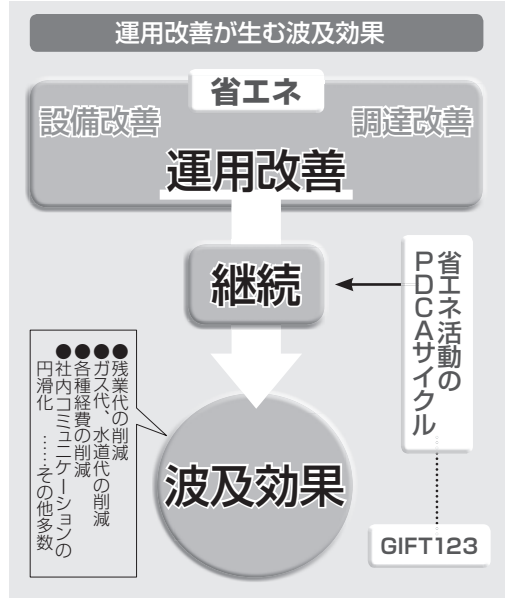 運用改善が生む波及効果
省エネ
設備改善
調達改善
運用改善
継続
省エネ活動の
PDCAサイクル
●残業代の削減
●ガス代、水道代の削減
●各種経費の削減
●社内コミュニケーションの
円滑化　……その他多数
波及効果
GIFT123